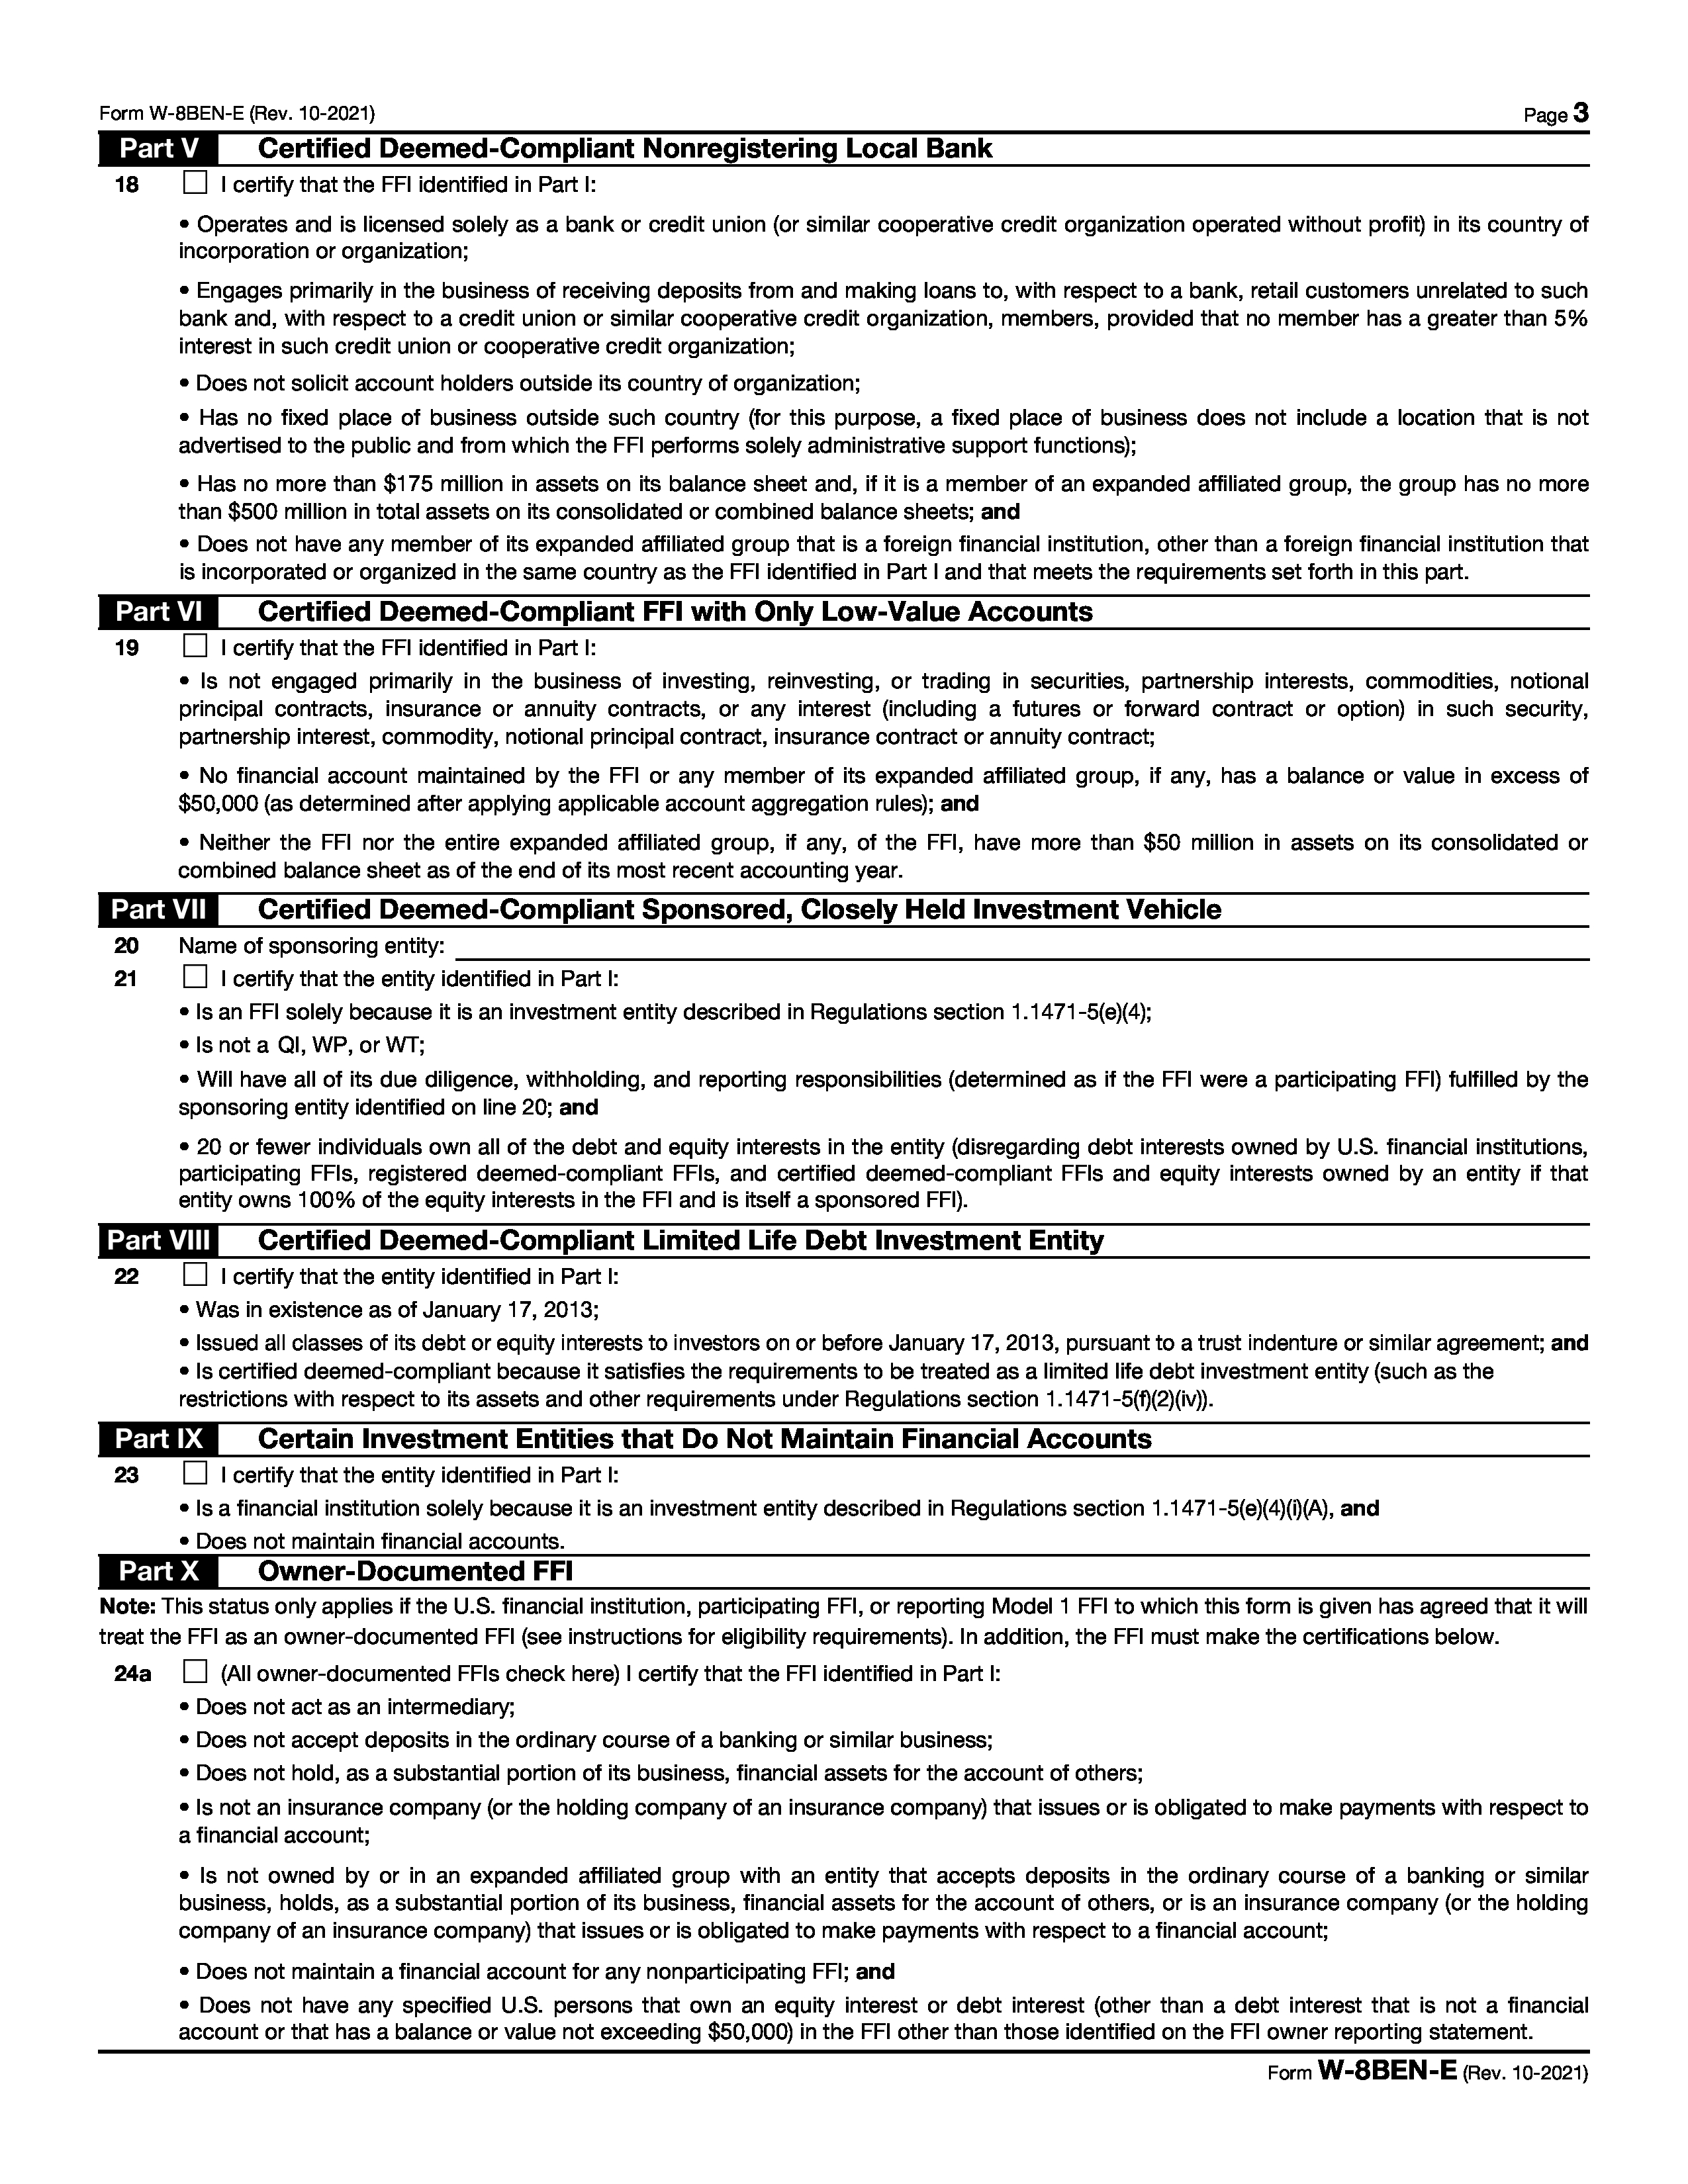 Form W-8BEN-E (Rev. 10-2021) Page 3
Part V Certified Deemed-Compliant Nonregistering Local Bank
18 I certify that the FFI identified in Part I:
• Operates and is licensed solely as a bank or credit union (or similar cooperative credit organization operated without profit) in its country of
incorporation or organization;
• Engages primarily in the business of receiving deposits from and making loans to, with respect to a bank, retail customers unrelated to such
bank and, with respect to a credit union or similar cooperative credit organization, members, provided that no member has a greater than 5%
interest in such credit union or cooperative credit organization;
• Does not solicit account holders outside its country of organization;
• Has no fixed place of business outside such country (for this purpose, a fixed place of business does not include a location that is not
advertised to the public and from which the FFI performs solely administrative support functions);
• Has no more than $175 million in assets on its balance sheet and, if it is a member of an expanded affiliated group, the group has no more
than $500 million in total assets on its consolidated or combined balance sheets; and
• Does not have any member of its expanded affiliated group that is a foreign financial institution, other than a foreign financial institution that
is incorporated or organized in the same country as the FFI identified in Part I and that meets the requirements set forth in this part.
Part VI Certified Deemed-Compliant FFI with Only Low-Value Accounts
19 I certify that the FFI identified in Part I:
• Is not engaged primarily in the business of investing, reinvesting, or trading in securities, partnership interests, commodities, notional
principal contracts, insurance or annuity contracts, or any interest (including a futures or forward contract or option) in such security,
partnership interest, commodity, notional principal contract, insurance contract or annuity contract;
• No financial account maintained by the FFI or any member of its expanded affiliated group, if any, has a balance or value in excess of
$50,000 (as determined after applying applicable account aggregation rules); and
• Neither the FFI nor the entire expanded affiliated group, if any, of the FFI, have more than $50 million in assets on its consolidated or
combined balance sheet as of the end of its most recent accounting year.
Part VII Certified Deemed-Compliant Sponsored, Closely Held Investment Vehicle
20 Name of sponsoring entity:
21 I certify that the entity identified in Part I:
• Is an FFI solely because it is an investment entity described in Regulations section 1.1471-5(e)(4);
• Is not a QI, WP, or WT;
• Will have all of its due diligence, withholding, and reporting responsibilities (determined as if the FFI were a participating FFI) fulfilled by the
sponsoring entity identified on line 20; and
• 20 or fewer individuals own all of the debt and equity interests in the entity (disregarding debt interests owned by U.S. financial institutions,
participating FFIs, registered deemed-compliant FFIs, and certified deemed-compliant FFIs and equity interests owned by an entity if that
entity owns 100% of the equity interests in the FFI and is itself a sponsored FFI).
Part VIII Certified Deemed-Compliant Limited Life Debt Investment Entity
22 I certify that the entity identified in Part I:
• Was in existence as of January 17, 2013;
• Issued all classes of its debt or equity interests to investors on or before January 17, 2013, pursuant to a trust indenture or similar agreement; and
• Is certified deemed-compliant because it satisfies the requirements to be treated as a limited life debt investment entity (such as the
restrictions with respect to its assets and other requirements under Regulations section 1.1471-5(f)(2)(iv)).
Part IX Certain Investment Entities that Do Not Maintain Financial Accounts
23 I certify that the entity identified in Part I:
• Is a financial institution solely because it is an investment entity described in Regulations section 1.1471-5(e)(4)(i)(A), and
• Does not maintain financial accounts.
Part X Owner-Documented FFI
Note: This status only applies if the U.S. financial institution, participating FFI, or reporting Model 1 FFI to which this form is given has agreed that it will
treat the FFI as an owner-documented FFI (see instructions for eligibility requirements). In addition, the FFI must make the certifications below.
24a (All owner-documented FFIs check here) I certify that the FFI identified in Part I:
• Does not act as an intermediary;
• Does not accept deposits in the ordinary course of a banking or similar business;
• Does not hold, as a substantial portion of its business, financial assets for the account of others;
• Is not an insurance company (or the holding company of an insurance company) that issues or is obligated to make payments with respect to
a financial account;
• Is not owned by or in an expanded affiliated group with an entity that accepts deposits in the ordinary course of a banking or similar
business, holds, as a substantial portion of its business, financial assets for the account of others, or is an insurance company (or the holding
company of an insurance company) that issues or is obligated to make payments with respect to a financial account;
• Does not maintain a financial account for any nonparticipating FFI; and
• Does not have any specified U.S. persons that own an equity interest or debt interest (other than a debt interest that is not a financial
account or that has a balance or value not exceeding $50,000) in the FFI other than those identified on the FFI owner reporting statement.
Form W-8BEN-E (Rev. 10-2021)